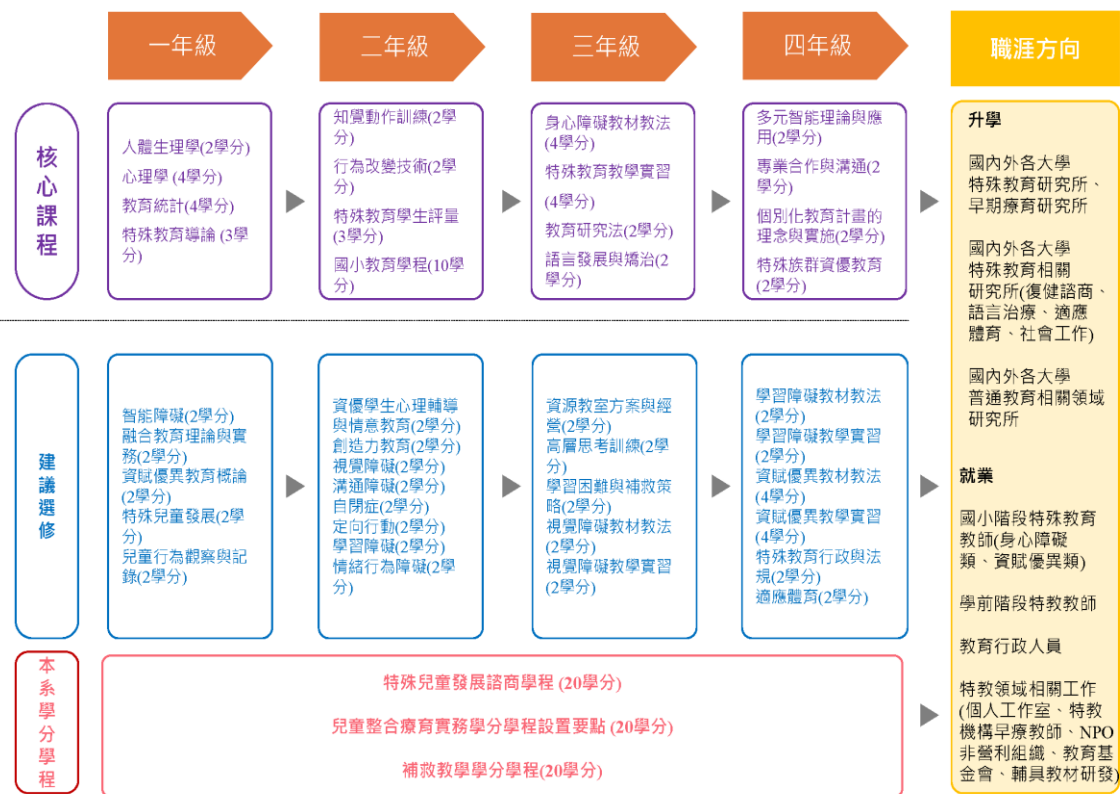 一年級
二年級
三年級
四年級
職涯方向
核心課程
人體生理學(2學分)
心理學 (4學分)
教育統計(4學分)
特殊教育導論 (3學
分)
知覺動作訓練(2學
分)
行為改變技術(2學
分)
特殊教育學生評量
(3學分)
國小教育學程(10學
分)
身心障礙教材教法
(4學分)
特殊教育教學實習
(4學分)
教育研究法(2學分)
語言發展與矯治(2
學分)
多元智能理論與應
用(2學分)
專業合作與溝通(2
學分)
個別化教育計畫的
理念與實施(2學分)
特殊族群資優教育
(2學分)
建議選修
智能障礙(2學分)
融合教育理論與實
務(2學分)
資賦優異教育概論
(2學分)
特殊兒童發展(2學
分)
兒童行為觀察與記
錄(2學分)
資優學生心理輔導
與情意教育(2學分)
創造力教育(2學分)
視覺障礙(2學分)
溝通障礙(2學分)
自閉症(2學分)
定向行動(2學分)
學習障礙(2學分)
情緒行為障礙(2學
分)
資源教室方案與經
營(2學分)
高層思考訓練(2學
分)
學習困難與補救策
略(2學分)
視覺障礙教材教法
(2學分)
視覺障礙教學實習
(2學分)
學習障礙教材教法
(2學分)
學習障礙教學實習
(2學分)
資賦優異教材教法
(4學分)
資賦優異教學實習
(4學分)
特殊教育行政與法
規(2學分)
適應體育(2學分)
本系學分學程
特殊兒童發展諮商學程 (20學分)
兒童整合療育實務學分學程設置要點 (20學分)
補救教學學分學程(20學分)
升學
國內外各大學
特殊教育研究所、
早期療育研究所
國內外各大學
特殊教育相關
研究所(復健諮商、
語言治療、適應
體育、社會工作)
國內外各大學
普通教育相關領域
研究所
就業
國小階段特殊教育
教師(身心障礙
類、資賦優異類)
學前階段特教教師
教育行政人員
特教領域相關工作
(個人工作室、特教
機構早療教師、NPO
非營利組織、教育基
金會、輔具教材研發)